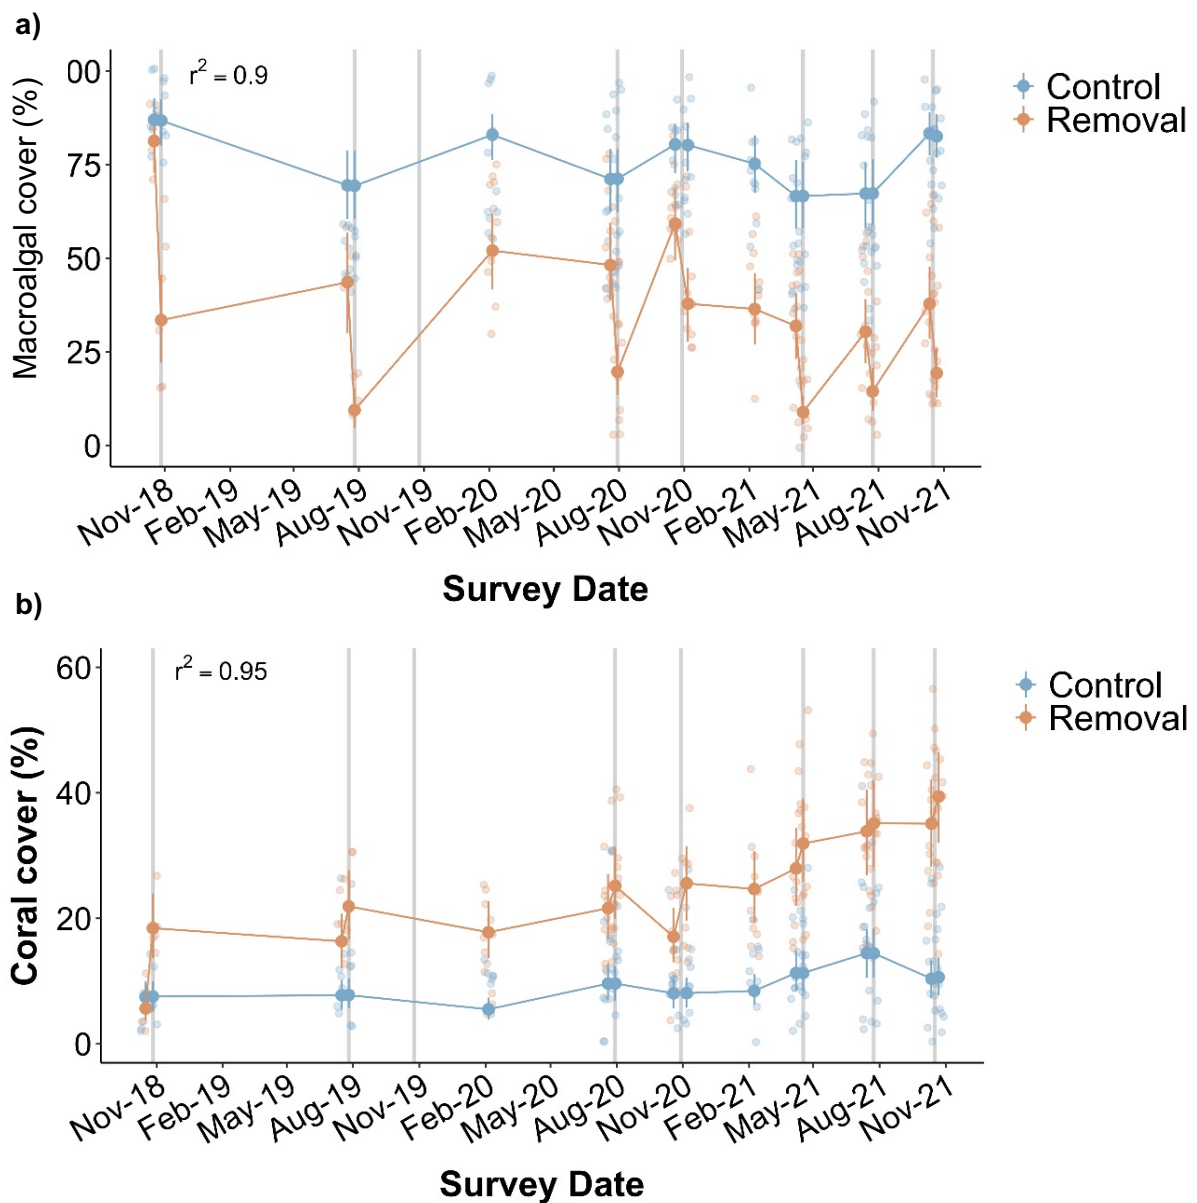 a)
r² = 0.9
Macroalgal cover (%)
00
75
50
25
0
Control
Removal
Nov-18 Feb-19 May-19 Aug-19 Nov-19 Feb-20 May-20 Aug-20 Nov-20 Feb-21 May-21 Aug-21 Nov-21
Survey Date
b)
r² = 0.95
Coral cover (%)
60
40
20
0
Control
Removal
Nov-18 Feb-19 May-19 Aug-19 Nov-19 Feb-20 May-20 Aug-20 Nov-20 Feb-21 May-21 Aug-21 Nov-21
Survey Date